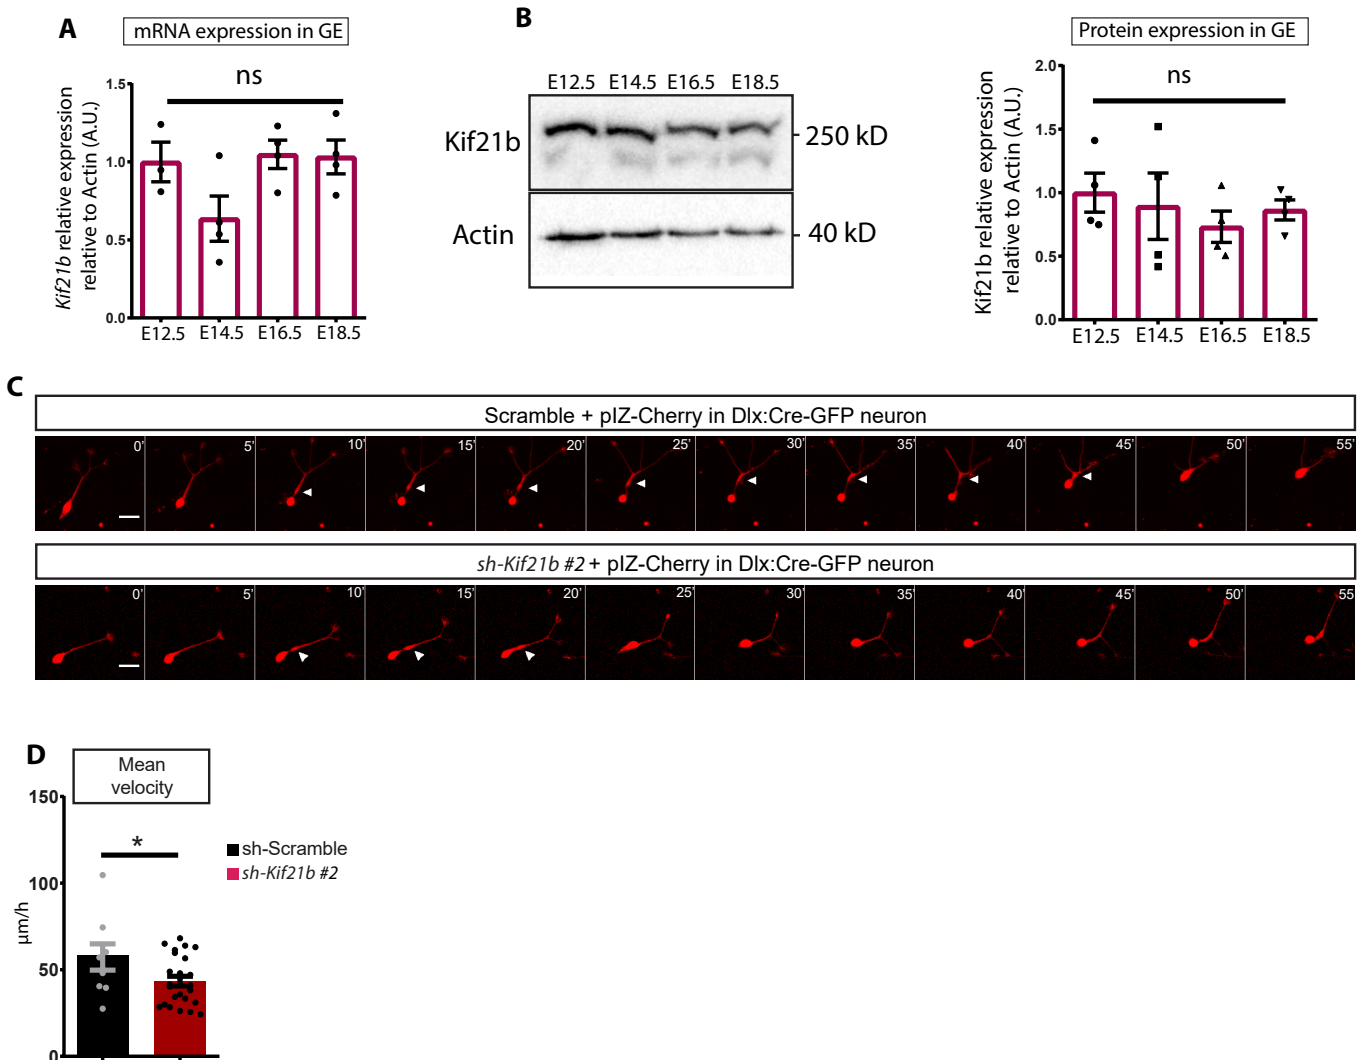 A
mRNA expression in GE
Kif21b relative expression
relative to Actin (A.U.)
1.5
1.0
0.5
0.0
ns
E12.5 E14.5 E16.5 E18.5
B
E12.5 E14.5 E16.5 E18.5
Kif21b
250 kD
Actin
40 kD
Protein expression in GE
Kif21b relative expression
relative to Actin (A.U.)
2.0
1.5
1.0
0.5
0.0
ns
E12.5 E14.5 E16.5 E18.5
C
Scramble + pIZ-Cherry in Dlx:Cre-GFP neuron
0' 5' 10' 15' 20' 25' 30' 35' 40' 45' 50' 55'
sh-Kif21b #2 + pIZ-Cherry in Dlx:Cre-GFP neuron
0' 5' 10' 15' 20' 25' 30' 35' 40' 45' 50' 55'
D
Mean
velocity
µm/h
150
100
50
0
*
sh-Scramble
sh-Kif21b #2